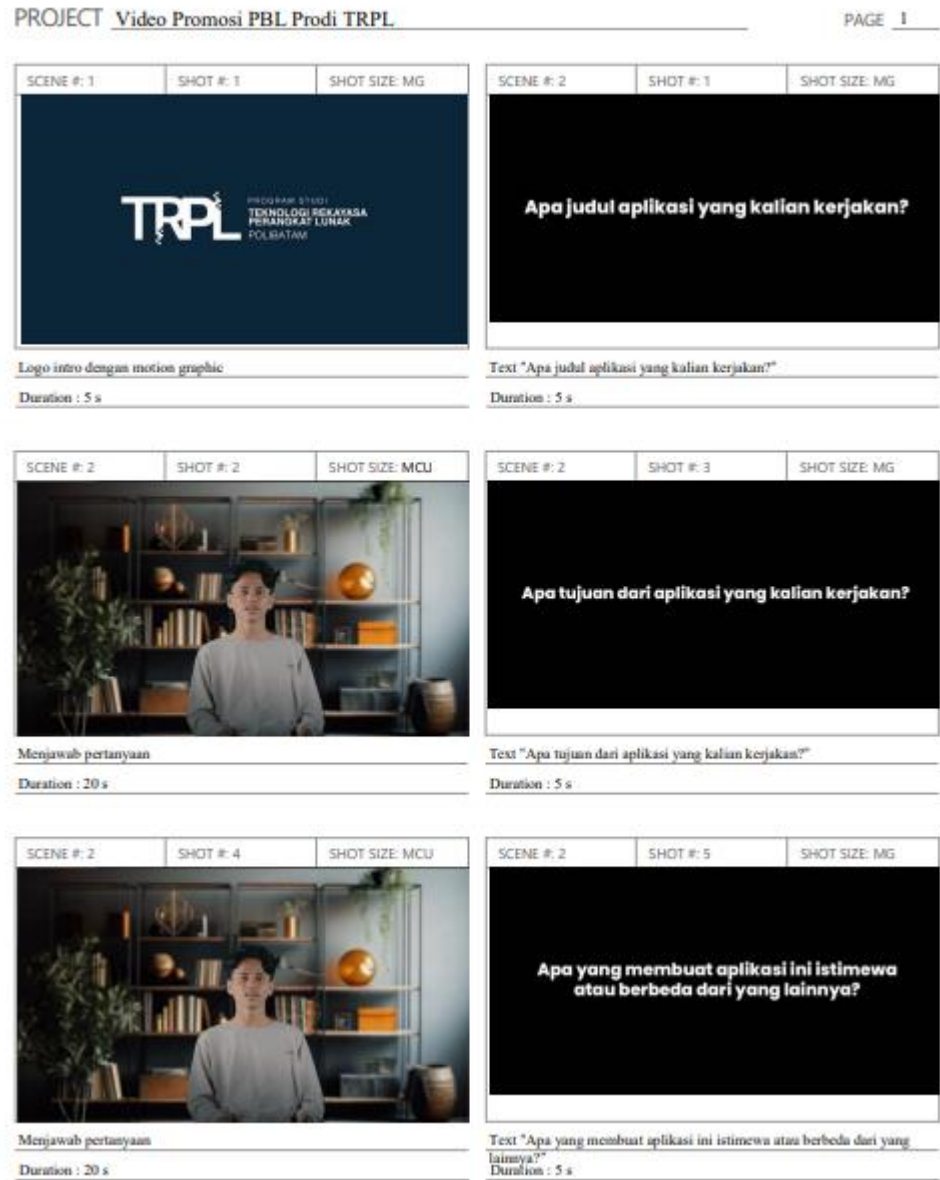 PROJECT Video Promosi PBL Prodi TRPL
PAGE 1
SCENE #: 1 SHOT #: 1 SHOT SIZE: MG
TRPL
PROGRAM STUDI
TEKNOLOGI REKAYASA
PERANGKAT LUNAK
POLIBATAM
Logo intro dengan motion graphic
Duration : 5 s
SCENE #: 2 SHOT #: 1 SHOT SIZE: MG
Apa judul aplikasi yang kalian kerjakan?
Text "Apa judul aplikasi yang kalian kerjakan?"
Duration : 5 s
SCENE #: 2 SHOT #: 2 SHOT SIZE: MCU
Menjawab pertanyaan
Duration : 20 s
SCENE #: 2 SHOT #: 3 SHOT SIZE: MG
Apa tujuan dari aplikasi yang kalian kerjakan?
Text "Apa tujuan dari aplikasi yang kalian kerjakan?"
Duration : 5 s
SCENE #: 2 SHOT #: 4 SHOT SIZE: MCU
Menjawab pertanyaan
Duration : 20 s
SCENE #: 2 SHOT #: 5 SHOT SIZE: MG
Apa yang membuat aplikasi ini istimewa
atau berbeda dari yang lainnya?
Text "Apa yang membuat aplikasi ini istimewa atau berbeda dari yang
lainnya?"
Duration : 5 s